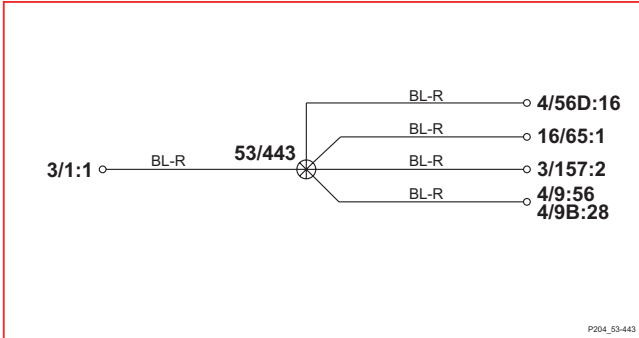 BL-R
4/56D:16
BL-R
16/65:1
3/1:1
BL-R
53/443
BL-R
3/157:2
BL-R
4/9:56
4/9B:28
P204_53-443